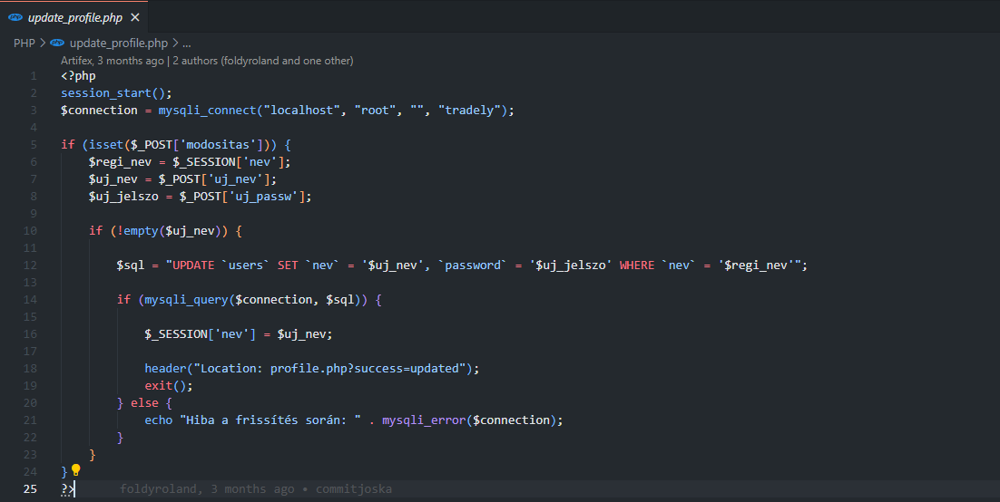 php update_profile.php ×
PHP > php update_profile.php > ...
Artifex, 3 months ago | 2 authors (foldyroland and one other)
1 <?php
2 session_start();
3 $connection = mysqli_connect("localhost", "root", "", "tradely");
4
5 if (isset($_POST['modositas'])) {
6 $regi_nev = $_SESSION['nev'];
7 $uj_nev = $_POST['uj_nev'];
8 $uj_jelszo = $_POST['uj_passw'];
9
10 if (!empty($uj_nev)) {
11
12 $sql = "UPDATE `users` SET `nev` = '$uj_nev', `password` = '$uj_jelszo' WHERE `nev` = '$regi_nev'";
13
14 if (mysqli_query($connection, $sql)) {
15
16 $_SESSION['nev'] = $uj_nev;
17
18 header("Location: profile.php?success=updated");
19 exit();
20 } else {
21 echo "Hiba a frissítés során: " . mysqli_error($connection);
22 }
23 }
24 }
25 ?> foldyroland, 3 months ago • commitjoska